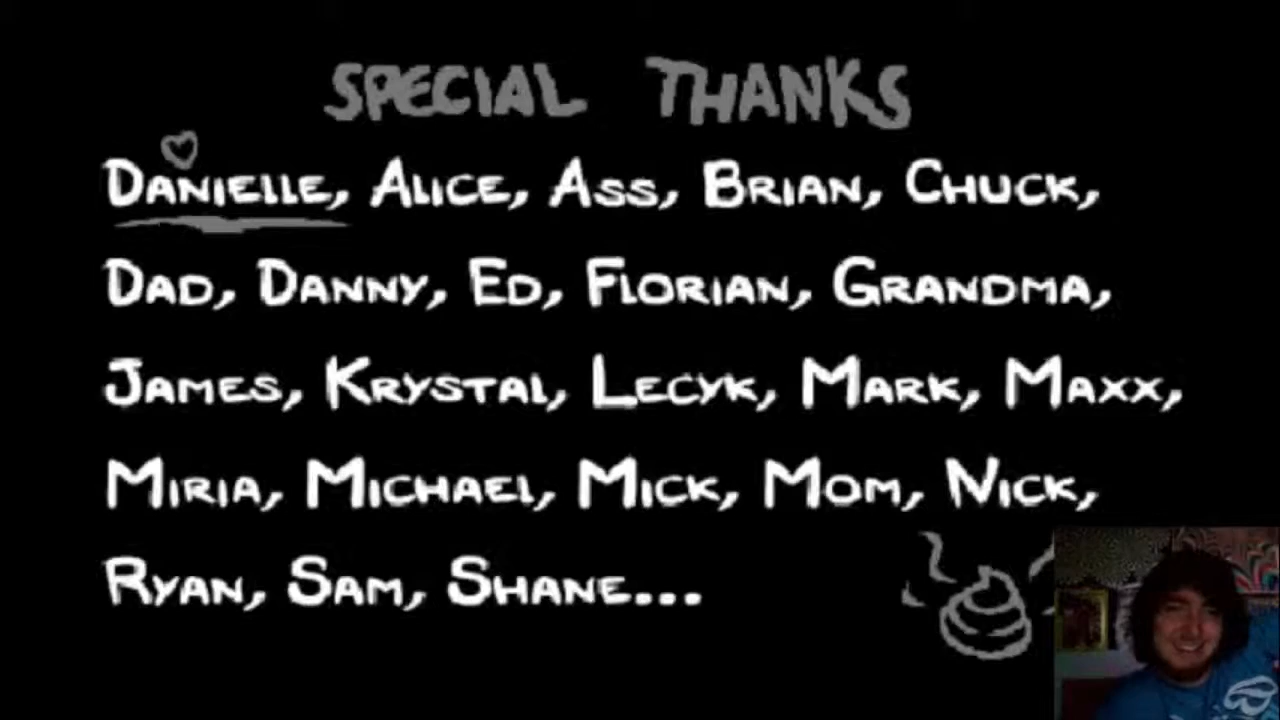 SPECIAL THANKS
DANIELLE, ALICE, ASS, BRIAN, CHUCK,
DAD, DANNY, ED, FLORIAN, GRANDMA,
JAMES, KRYSTAL, LECYK, MARK, MAXX,
MIRIA, MICHAEL, MICK, MOM, NICK,
RYAN, SAM, SHANE...